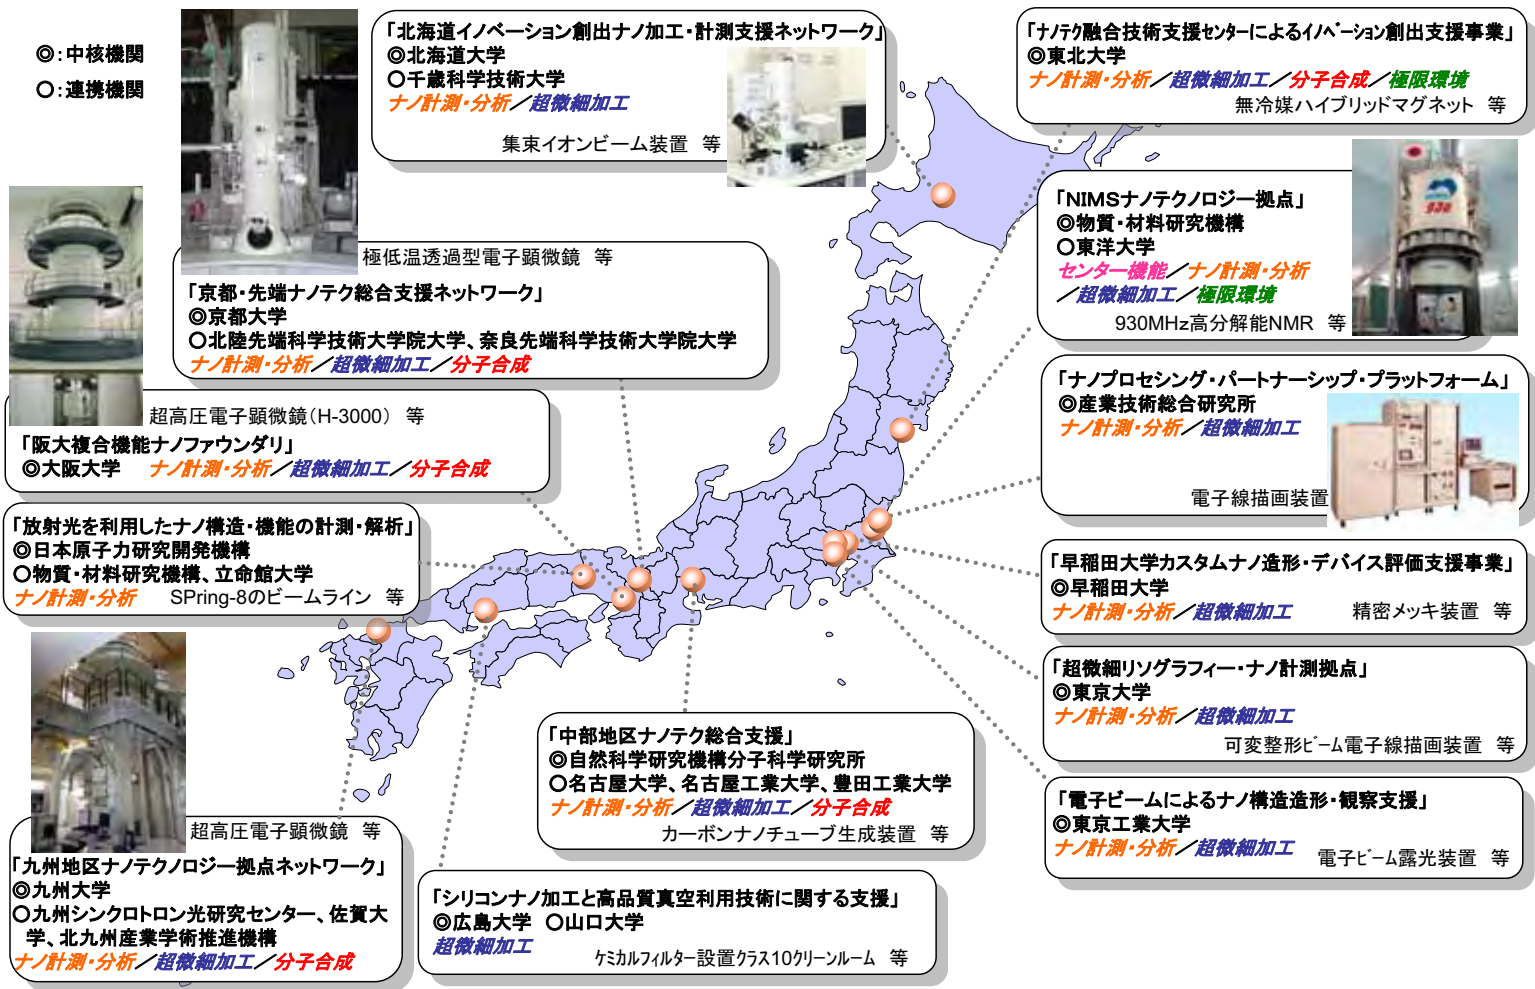 ◎:中核機関
○:連携機関
「北海道イノベーション創出ナノ加工・計測支援ネットワーク」
◎北海道大学
○千歳科学技術大学
ナノ計測・分析／超微細加工
集束イオンビーム装置 等
「ナノテク融合技術支援センターによるイノベーション創出支援事業」
◎東北大学
ナノ計測・分析／超微細加工／分子合成／極限環境
無冷媒ハイブリッドマグネット 等
「NIMSナノテクノロジー拠点」
◎物質・材料研究機構
○東洋大学
センター機能／ナノ計測・分析
／超微細加工／極限環境
930MHz高分解能NMR 等
930
極低温透過型電子顕微鏡 等
「京都・先端ナノテク総合支援ネットワーク」
◎京都大学
○北陸先端科学技術大学院大学、奈良先端科学技術大学院大学
ナノ計測・分析／超微細加工／分子合成
「ナノプロセシング・パートナーシップ・プラットフォーム」
◎産業技術総合研究所
ナノ計測・分析／超微細加工
電子線描画装置
超高圧電子顕微鏡（H-3000） 等
「阪大複合機能ナノファウンダリ」
◎大阪大学 ナノ計測・分析／超微細加工／分子合成
「放射光を利用したナノ構造・機能の計測・解析」
◎日本原子力研究開発機構
○物質・材料研究機構、立命館大学
ナノ計測・分析 SPring-8のビームライン 等
「早稲田大学カスタムナノ造形・デバイス評価支援事業」
◎早稲田大学
ナノ計測・分析／超微細加工 精密メッキ装置 等
「超微細リソグラフィー・ナノ計測拠点」
◎東京大学
ナノ計測・分析／超微細加工
可変整形ビーム電子線描画装置 等
「中部地区ナノテク総合支援」
◎自然科学研究機構分子科学研究所
○名古屋大学、名古屋工業大学、豊田工業大学
ナノ計測・分析／超微細加工／分子合成
カーボンナノチューブ生成装置 等
「電子ビームによるナノ構造造形・観察支援」
◎東京工業大学
ナノ計測・分析／超微細加工 電子ビーム露光装置 等
超高圧電子顕微鏡 等
「九州地区ナノテクノロジー拠点ネットワーク」
◎九州大学
○九州シンクロトロン光研究センター、佐賀大
学、北九州産業学術推進機構
ナノ計測・分析／超微細加工／分子合成
「シリコンナノ加工と高品質真空利用技術に関する支援」
◎広島大学 ○山口大学
超微細加工
ケミカルフィルター設置クラス10クリーンルーム 等